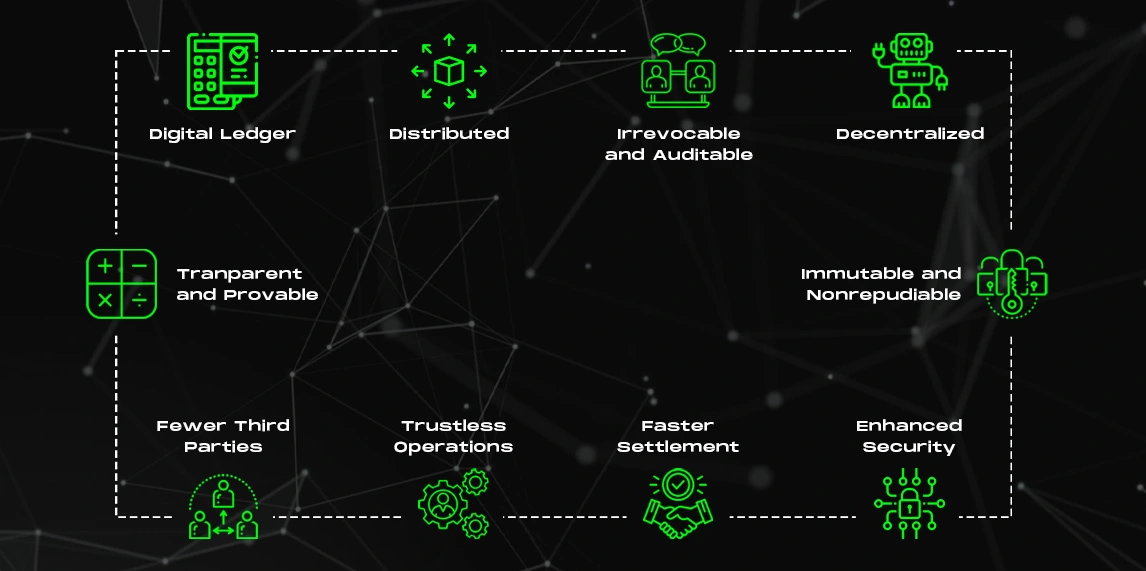 Digital Ledger
Distributed
Irrevocable
and Auditable
Decentralized
Tranparent
and Provable
Immutable and
Nonrepudiable
Fewer Third
Parties
Trustless
Operations
Faster
Settlement
Enhanced
Security